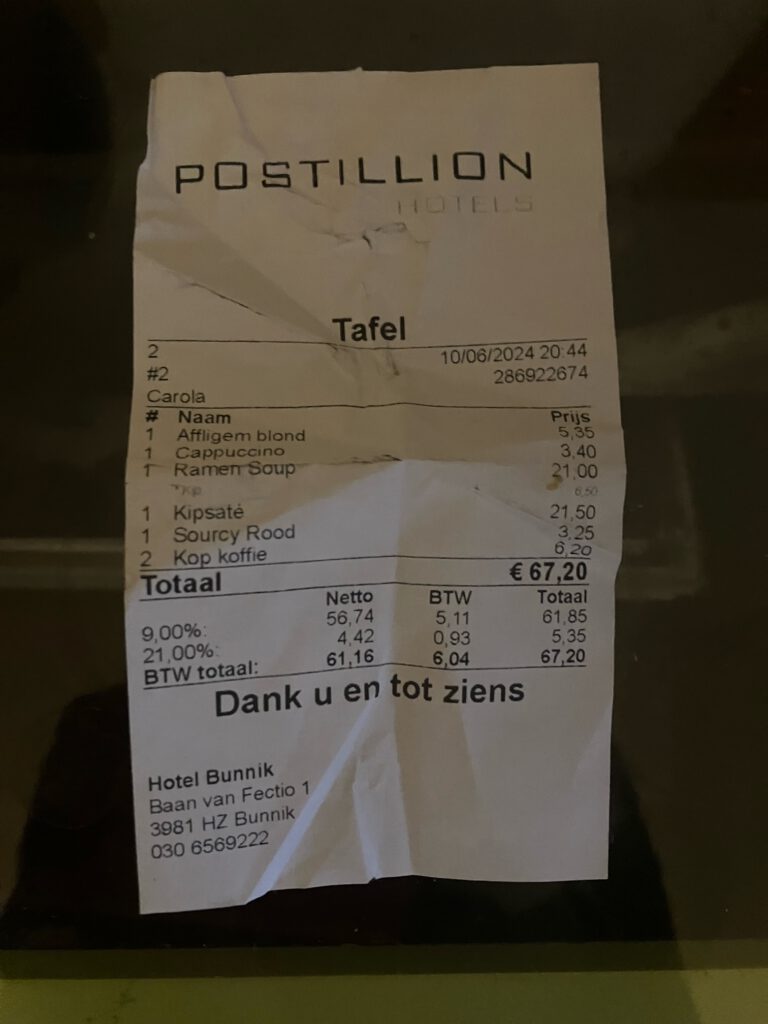 POSTILLION
HOTELS
Tafel
2 10/06/2024 20:44
#2 286922674
Carola
# Naam Prijs
1 Affligem blond 5,35
1 Cappuccino 3,40
1 Ramen Soup 21,00
*Kip 6,50
1 Kipsaté 21,50
1 Sourcy Rood 3,25
2 Kop koffie 6,20
Totaal € 67,20
Netto BTW Totaal
9,00%: 56,74 5,11 61,85
21,00%: 4,42 0,93 5,35
BTW totaal: 61,16 6,04 67,20
Dank u en tot ziens
Hotel Bunnik
Baan van Fectio 1
3981 HZ Bunnik
030 6569222